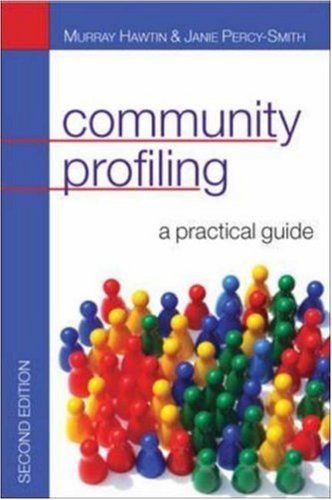 MURRAY HAWTIN & JANIE PERCY-SMITH
community
profiling
a practical guide
SECOND EDITION